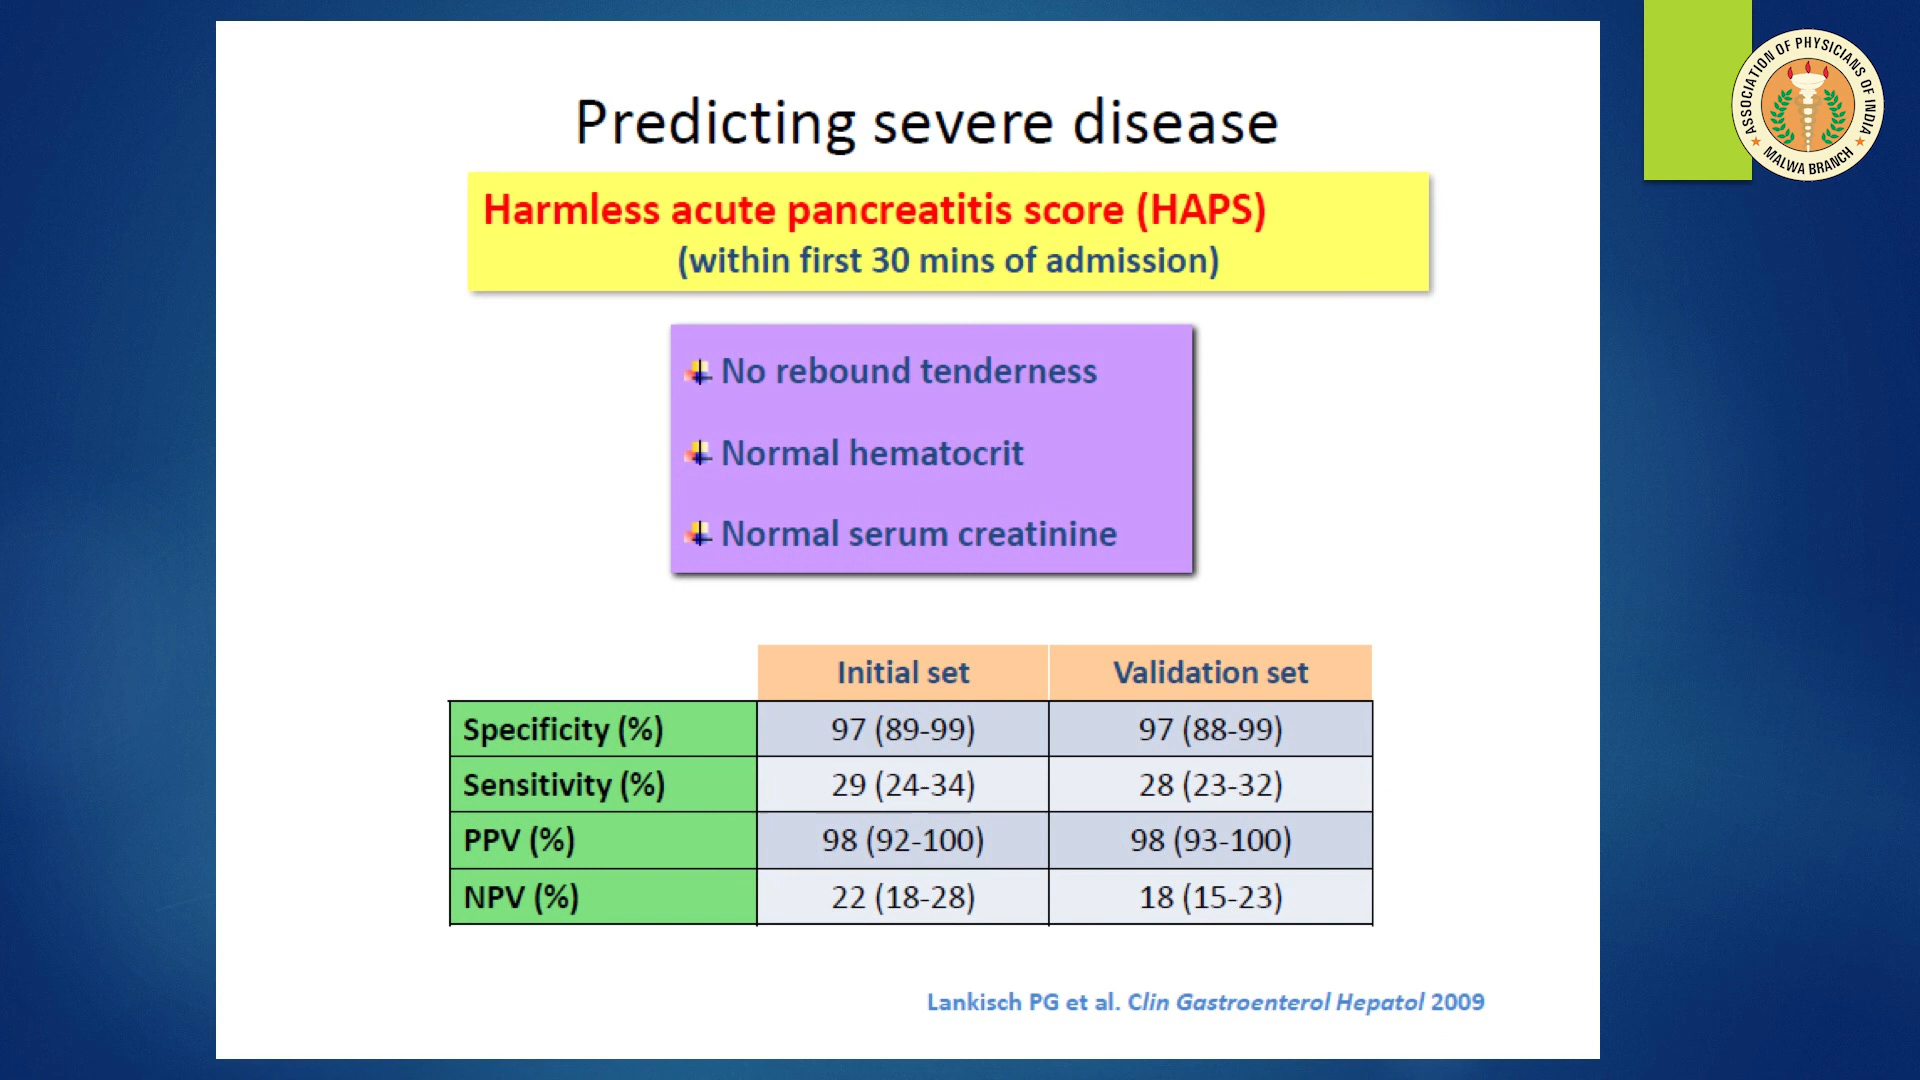 Predicting severe disease
ASSOCIATION OF PHYSICIANS OF INDIA
MALWA BRANCH
Harmless acute pancreatitis score (HAPS)
(within first 30 mins of admission)
No rebound tenderness
Normal hematocrit
Normal serum creatinine
Initial set Validation set
Specificity (%) 97 (89-99) 97 (88-99)
Sensitivity (%) 29 (24-34) 28 (23-32)
PPV (%) 98 (92-100) 98 (93-100)
NPV (%) 22 (18-28) 18 (15-23)
Lankisch PG et al. Clin Gastroenterol Hepatol 2009